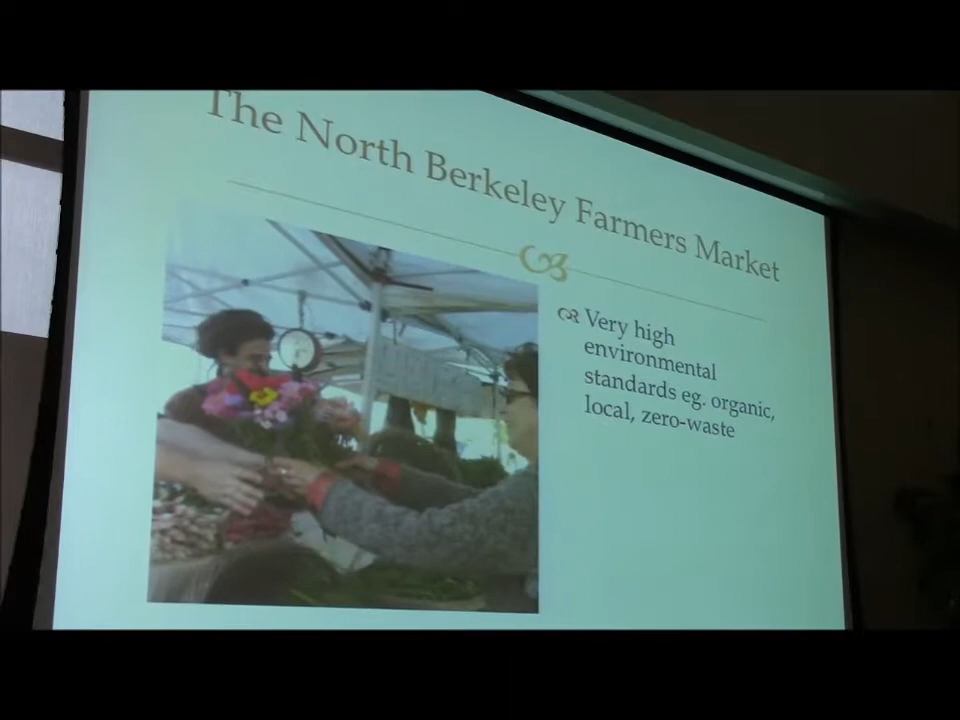 The North Berkeley Farmers Market
Very high
environmental
standards eg. organic,
local, zero-waste